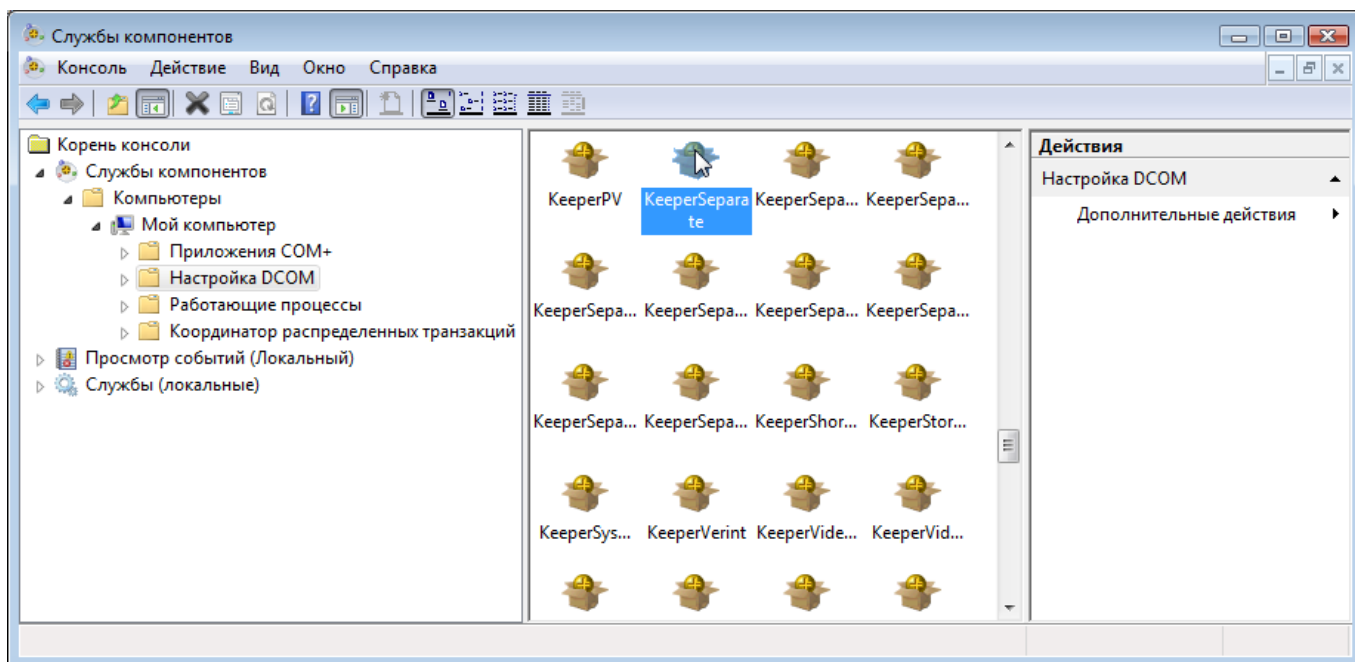 Службы компонентов
Консоль Действие Вид Окно Справка
Корень консоли
Службы компонентов
Компьютеры
Мой компьютер
Приложения COM+
Настройка DCOM
Работающие процессы
Координатор распределенных транзакций
Просмотр событий (Локальный)
Службы (локальные)
KeeperPV KeeperSepara KeeperSepa... KeeperSepa...
te
KeeperSepa... KeeperSepa... KeeperSepa... KeeperSepa...
KeeperSepa... KeeperSepa... KeeperShor... KeeperStor...
KeeperSys... KeeperVerint KeeperVide... KeeperVid...
Действия
Настройка DCOM
Дополнительные действия